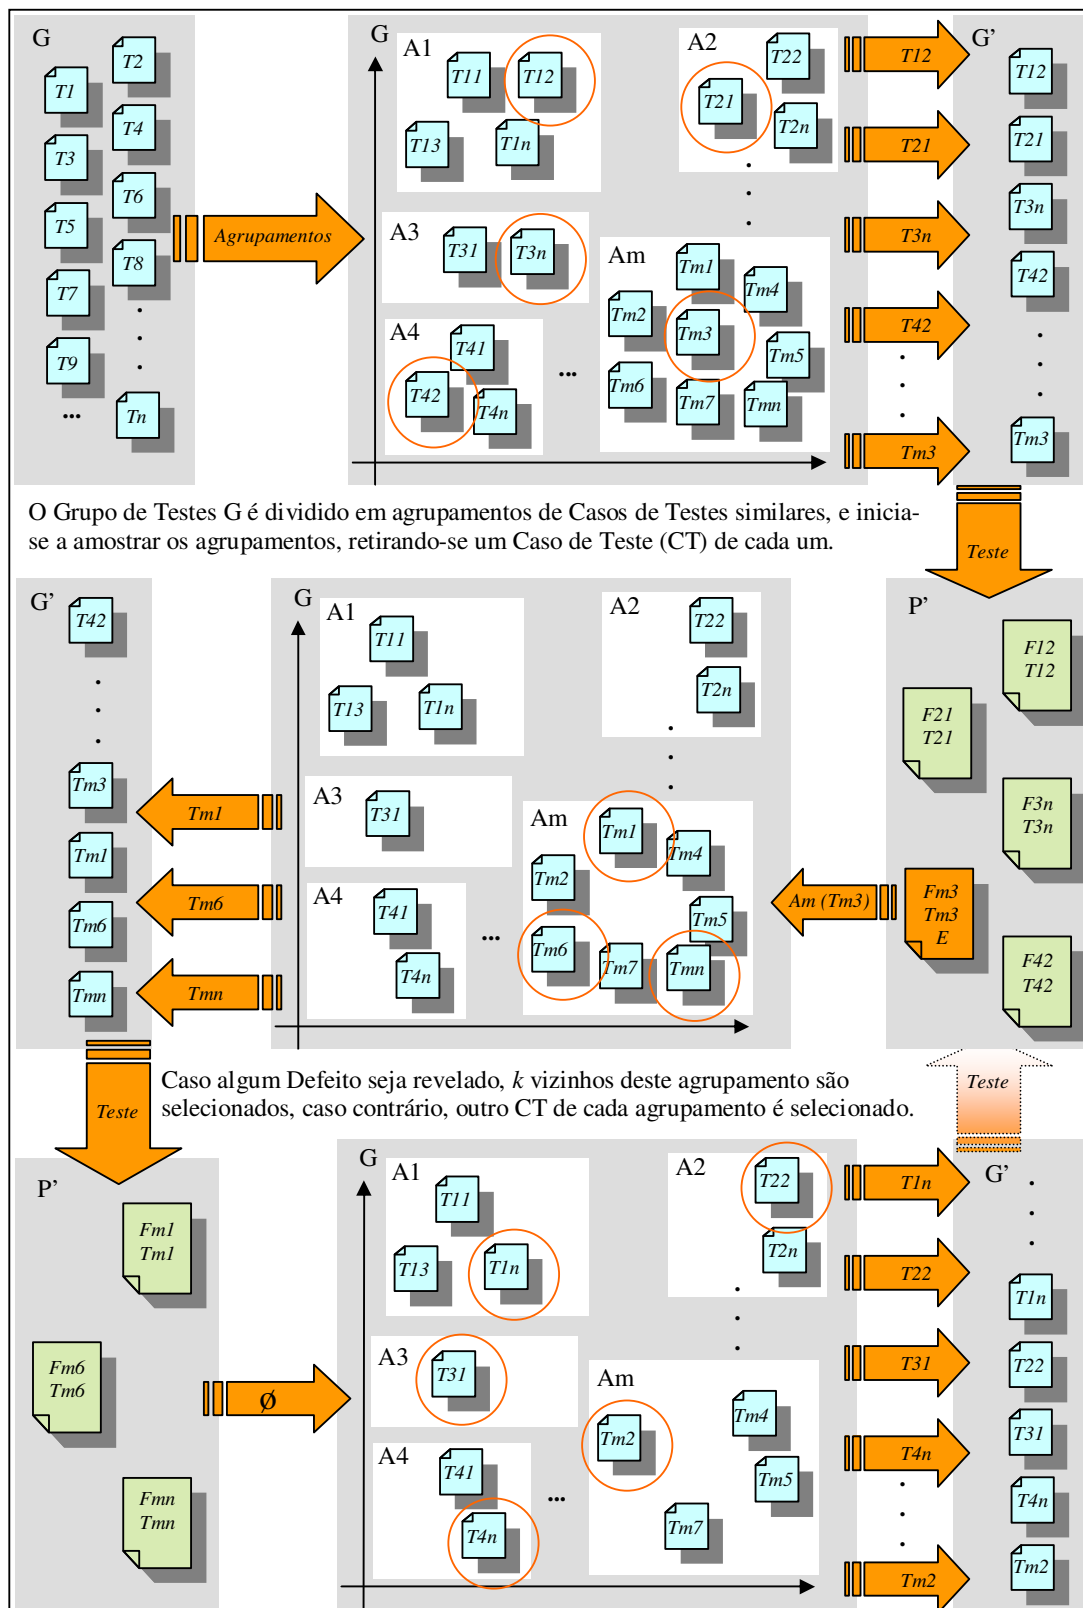 G
T2
T1
T4
T3
T6
T5
T8
T7
T9
...
Tn
Agrupamentos
G
A1
T11
T12
T13
T1n
A2
T22
T21
T2n
A3
T31
T3n
Am
Tm1
Tm4
Tm2
Tm3
Tm5
Tm6
Tm7
Tmn
A4
T41
T42
T4n
...
T12
T21
T3n
T42
Tm3
G’
T12
T21
T3n
T42
Tm3
O Grupo de Testes G é dividido em agrupamentos de Casos de Testes similares, e inicia-
se a amostrar os agrupamentos, retirando-se um Caso de Teste (CT) de cada um.
Teste
G’
T42
Tm3
Tm1
Tm6
Tmn
Tm1
Tm6
Tmn
G
A1
T11
T13
T1n
A2
T22
T2n
A3
T31
Am
Tm1
Tm4
Tm2
Tm5
Tm6
Tm7
Tmn
A4
T41
T4n
...
Am (Tm3)
P’
F12
T12
F21
T21
F3n
T3n
Fm3
Tm3
E
F42
T42
Teste
Caso algum Defeito seja revelado, k vizinhos deste agrupamento são
selecionados, caso contrário, outro CT de cada agrupamento é selecionado.
Teste
P’
Fm1
Tm1
Fm6
Tm6
Fmn
Tmn
Ø
G
A1
T11
T13
T1n
A2
T22
T2n
A3
T31
Am
Tm4
Tm2
Tm5
Tm7
A4
T41
T4n
...
T1n
T22
T31
T4n
Tm2
G’
T1n
T22
T31
T4n
Tm2